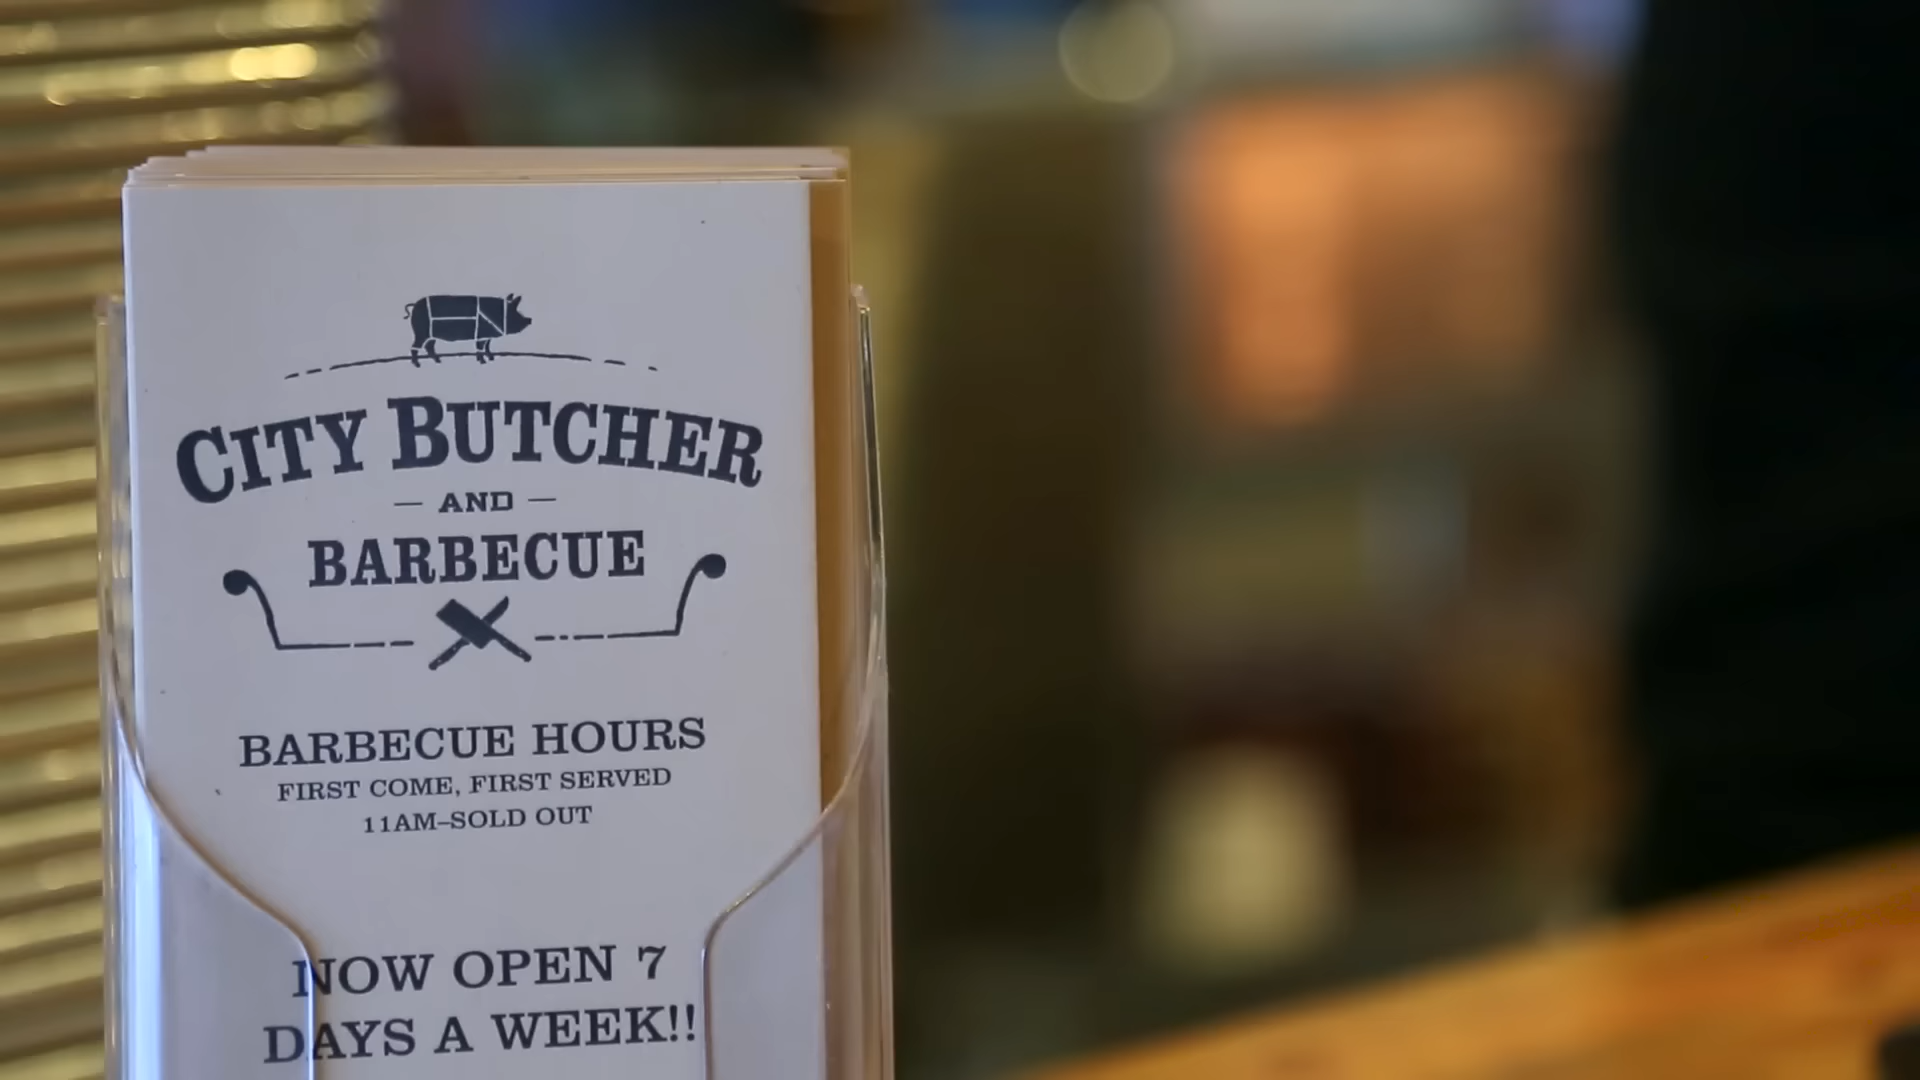 CITY BUTCHER
— AND —
BARBECUE
BARBECUE HOURS
FIRST COME, FIRST SERVED
11AM–SOLD OUT
NOW OPEN 7
DAYS A WEEK!!